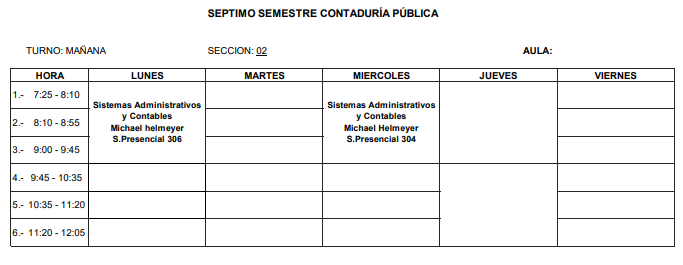 SEPTIMO SEMESTRE CONTADURÍA PÚBLICA
TURNO: MAÑANA SECCION: 02 AULA:
HORA LUNES MARTES MIERCOLES JUEVES VIERNES
1.- 7:25 - 8:10
2.- 8:10 - 8:55
3.- 9:00 - 9:45
Sistemas Administrativos
y Contables
Michael helmeyer
S.Presencial 306
Sistemas Administrativos
y Contables
Michael Helmeyer
S.Presencial 304
4.- 9:45 - 10:35
5.- 10:35 - 11:20
6.- 11:20 - 12:05